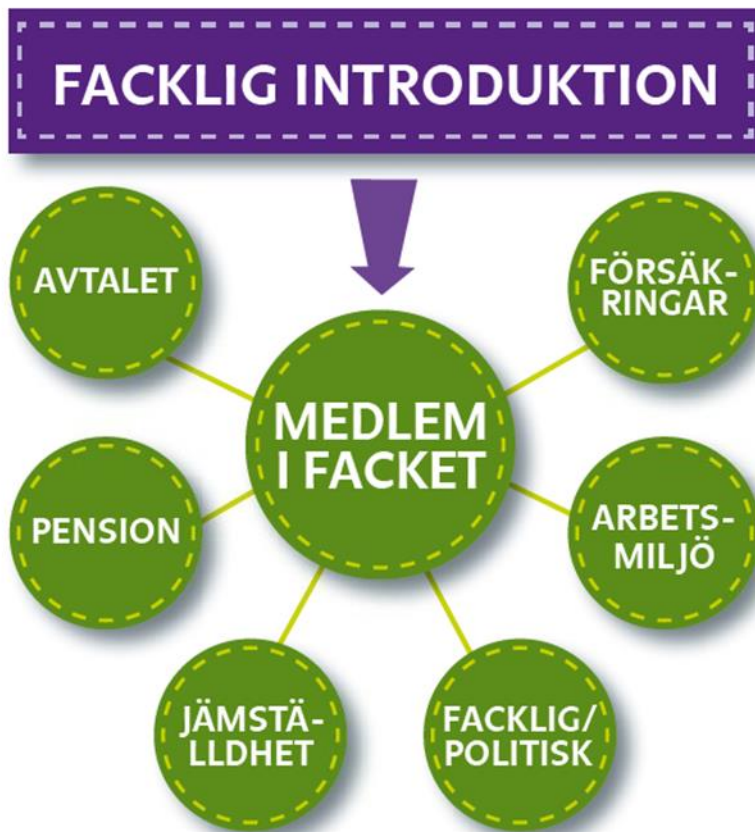 FACKLIG INTRODUKTION
AVTALET
FÖRSÄK-
RINGAR
MEDLEM
I FACKET
PENSION
ARBETS-
MILJÖ
JÄMSTÄ-
LLDHET
FACKLIG/
POLITISK